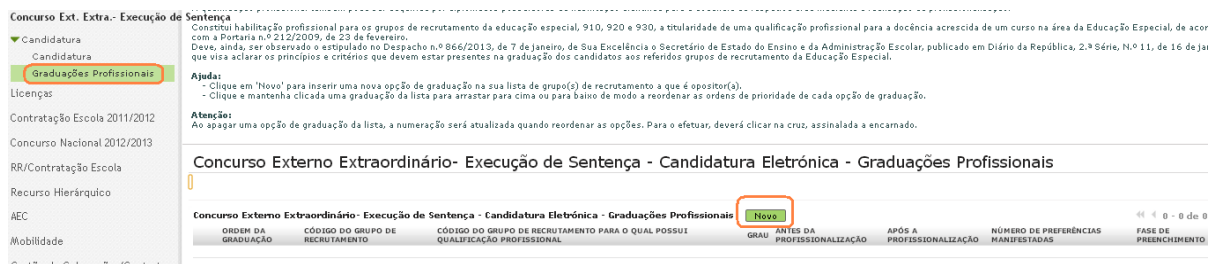 Concurso Ext. Extra.- Execução de Sentença
Candidatura
Candidatura
Graduações Profissionais
Licenças
Contratação Escola 2011/2012
Concurso Nacional 2012/2013
RR/Contratação Escola
Recurso Hierárquico
AEC
Mobilidade
Constitui habilitação profissional para os grupos de recrutamento da educação especial, 910, 920 e 930, a titularidade de uma qualificação profissional para a docência acrescida de um curso na área da Educação Especial, de acor
com a Portaria n.º 212/2009, de 23 de fevereiro.
Deve, ainda, ser observado o estipulado no Despacho n.º 866/2013, de 7 de janeiro, de Sua Excelência o Secretário de Estado do Ensino e da Administração Escolar, publicado em Diário da República, 2.ª Série, N.º 11, de 16 de jan
que visa aclarar os princípios e critérios que devem estar presentes na graduação dos candidatos aos referidos grupos de recrutamento da Educação Especial.
Ajuda:
- Clique em 'Novo' para inserir uma nova opção de graduação na sua lista de grupo(s) de recrutamento a que é opositor(a).
- Clique e mantenha clicada uma graduação da lista para arrastar para cima ou para baixo de modo a reordenar as ordens de prioridade de cada opção de graduação.
Atenção:
Ao apagar uma opção de graduação da lista, a numeração será atualizada quando reordenar as opções. Para o efetuar, deverá clicar na cruz, assinalada a encarnado.
Concurso Externo Extraordinário- Execução de Sentença - Candidatura Eletrónica - Graduações Profissionais
Concurso Externo Extraordinário- Execução de Sentença - Candidatura Eletrónica - Graduações Profissionais Novo 0 - 0 de 0
ORDEM DA GRADUAÇÃO
CÓDIGO DO GRUPO DE RECRUTAMENTO
CÓDIGO DO GRUPO DE RECRUTAMENTO PARA O QUAL POSSUI QUALIFICAÇÃO PROFISSIONAL
GRAU
ANTES DA PROFISSIONALIZAÇÃO
APÓS A PROFISSIONALIZAÇÃO
NÚMERO DE PREFERÊNCIAS MANIFESTADAS
FASE DE PREENCHIMENTO